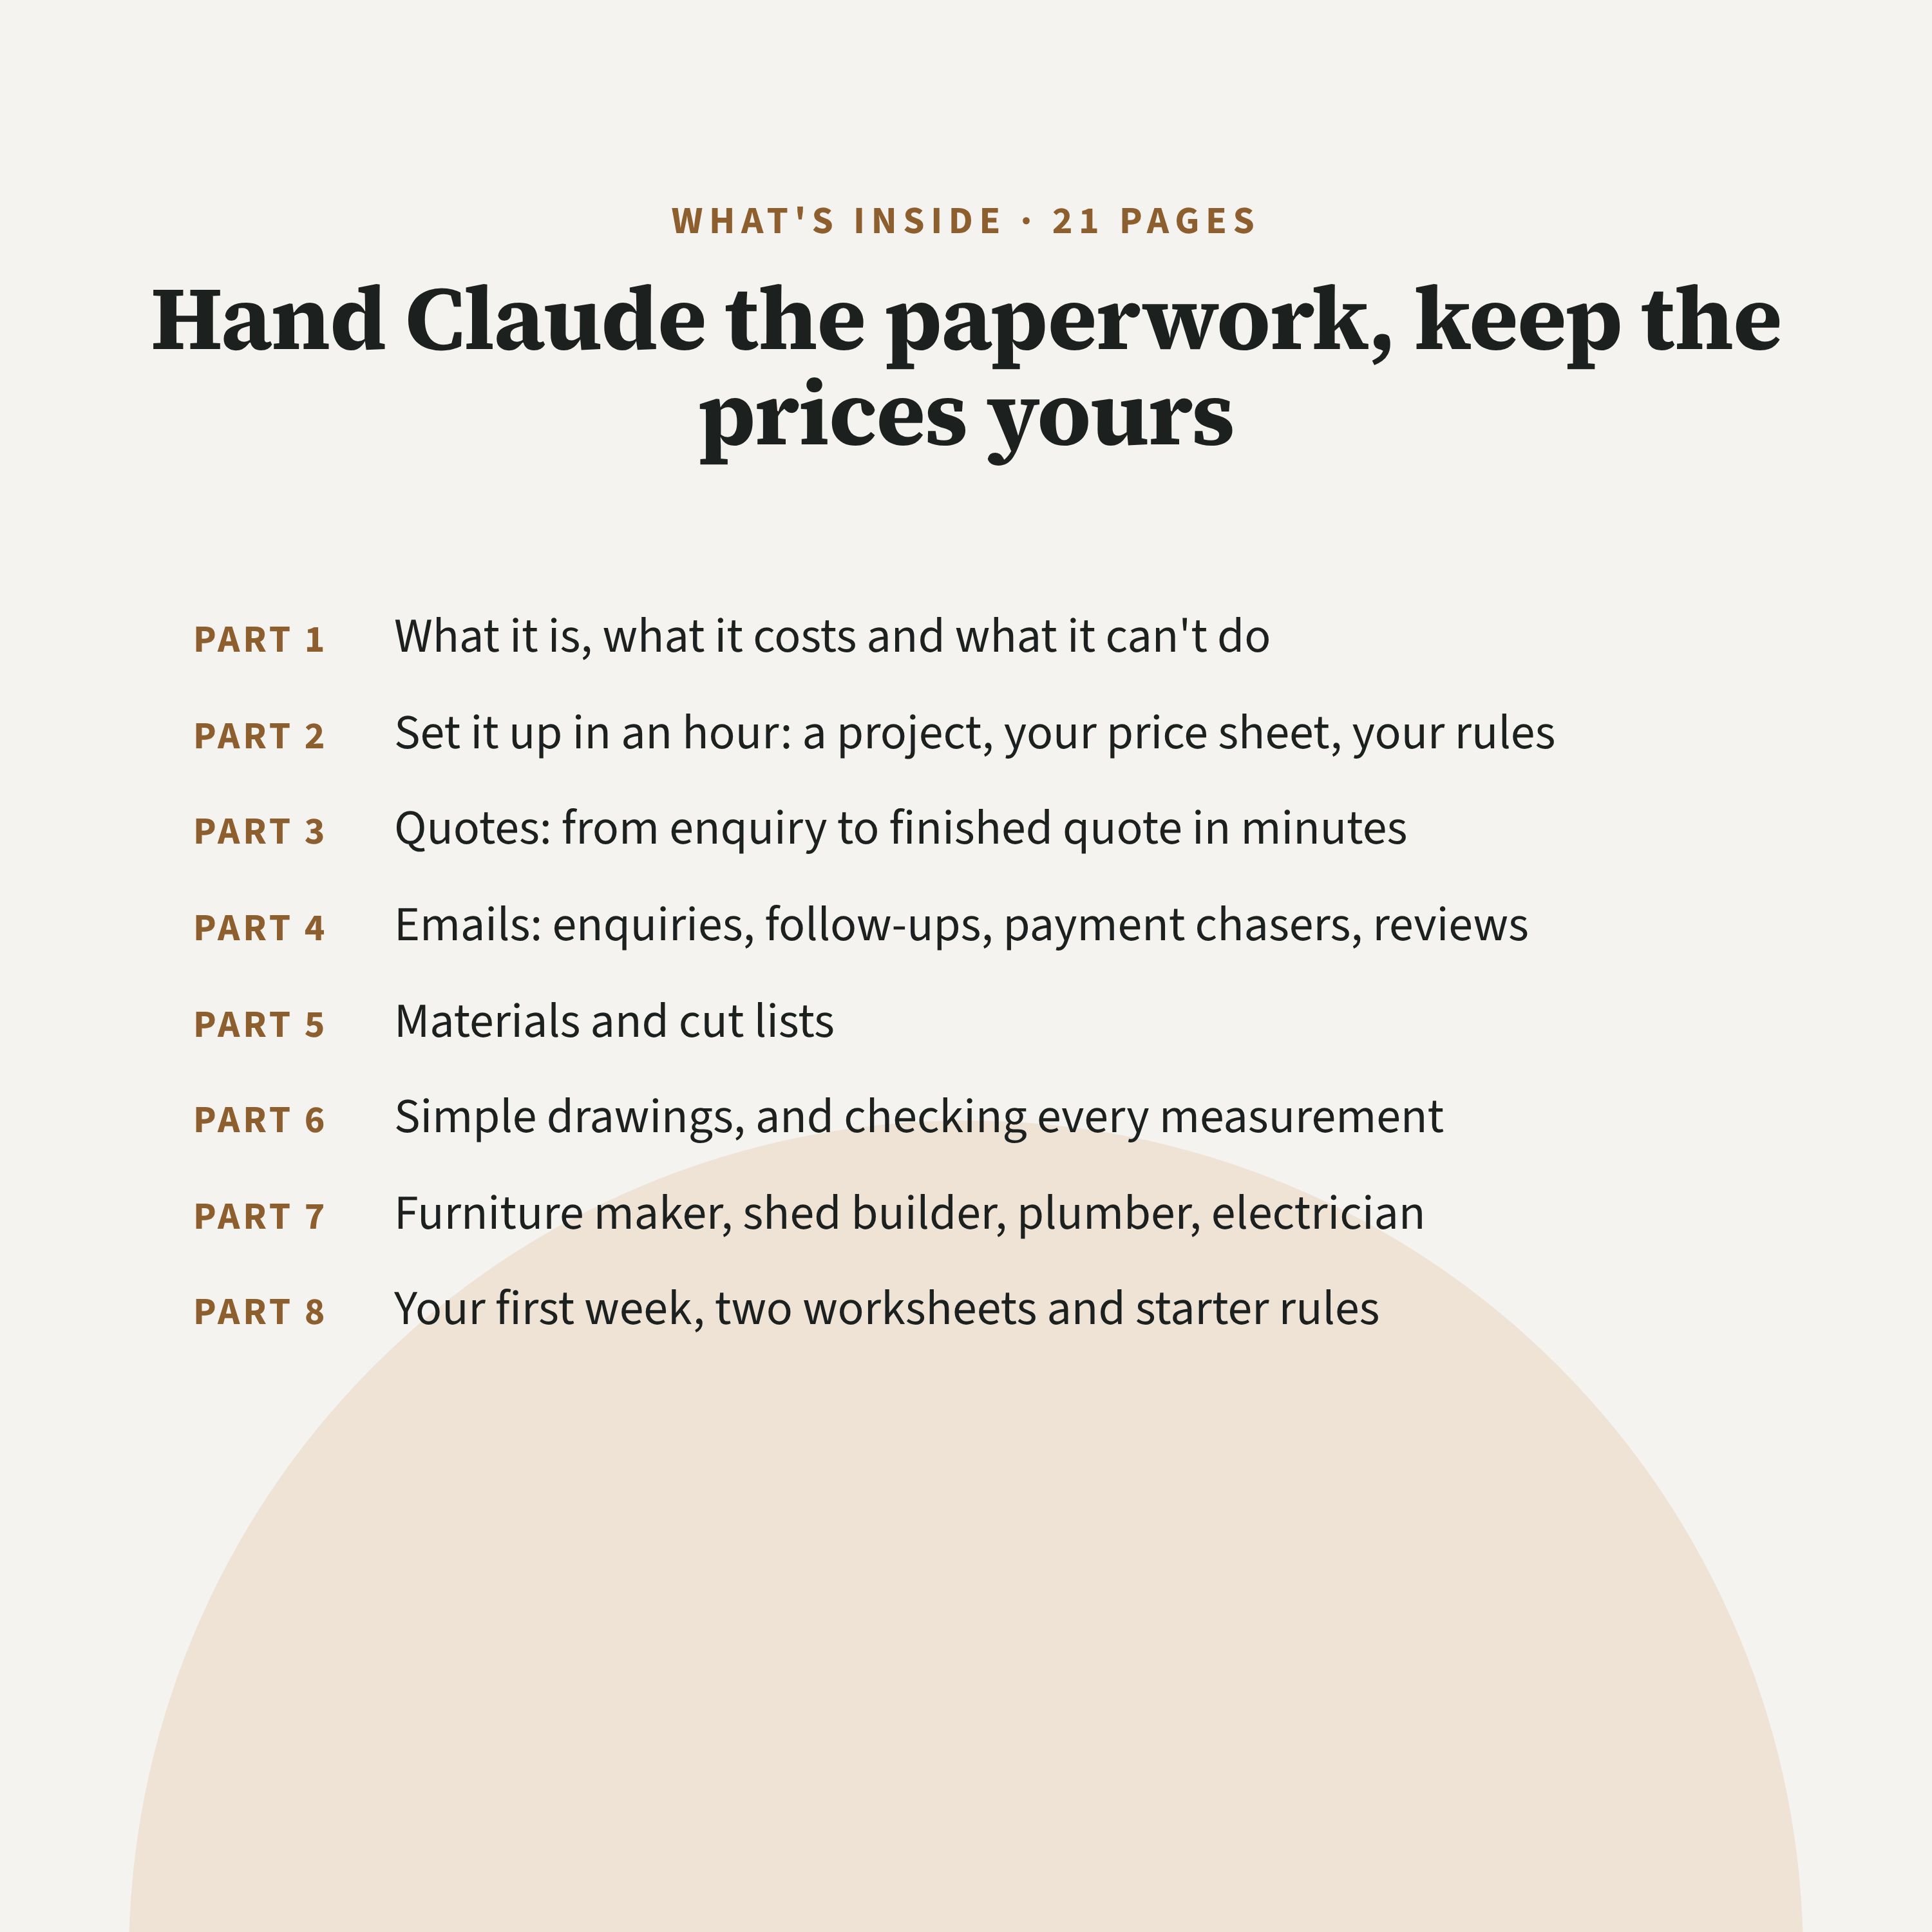 WHAT'S INSIDE · 21 PAGES
Hand Claude the paperwork, keep the
prices yours
PART 1 What it is, what it costs and what it can't do
PART 2 Set it up in an hour: a project, your price sheet, your rules
PART 3 Quotes: from enquiry to finished quote in minutes
PART 4 Emails: enquiries, follow-ups, payment chasers, reviews
PART 5 Materials and cut lists
PART 6 Simple drawings, and checking every measurement
PART 7 Furniture maker, shed builder, plumber, electrician
PART 8 Your first week, two worksheets and starter rules